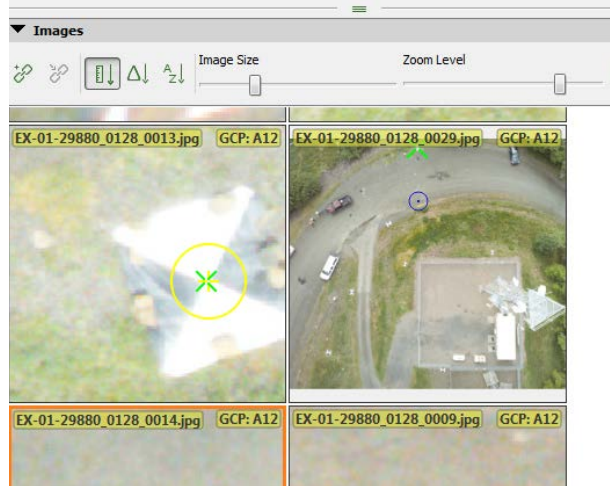 Images
Image Size Zoom Level
EX-01-29880_0128_0013.jpg GCP: A12 EX-01-29880_0128_0029.jpg GCP: A12
EX-01-29880_0128_0014.jpg GCP: A12 EX-01-29880_0128_0009.jpg GCP: A12